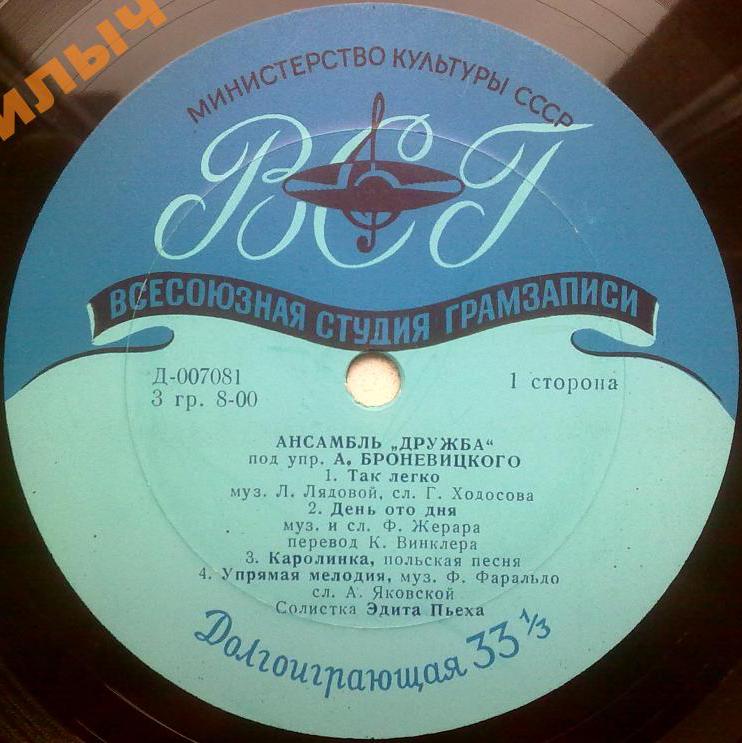 илыч
МИНИСТЕРСТВО КУЛЬТУРЫ СССР
ВСГ
ВСЕСОЮЗНАЯ СТУДИЯ ГРАМЗАПИСИ
Д-007081
3 гр. 8-00
1 сторона
АНСАМБЛЬ „ДРУЖБА“
под упр. А. БРОНЕВИЦКОГО
1. Так легко
муз. Л. Лядовой, сл. Г. Ходосова
2. День ото дня
муз. и сл. Ф. Жерара
перевод К. Винклера
3. Каролинка, польская песня
4. Упрямая мелодия, муз. Ф. Фаральдо
сл. А. Яковской
Солистка Эдита Пьеха
Долгоиграющая 33 1/3